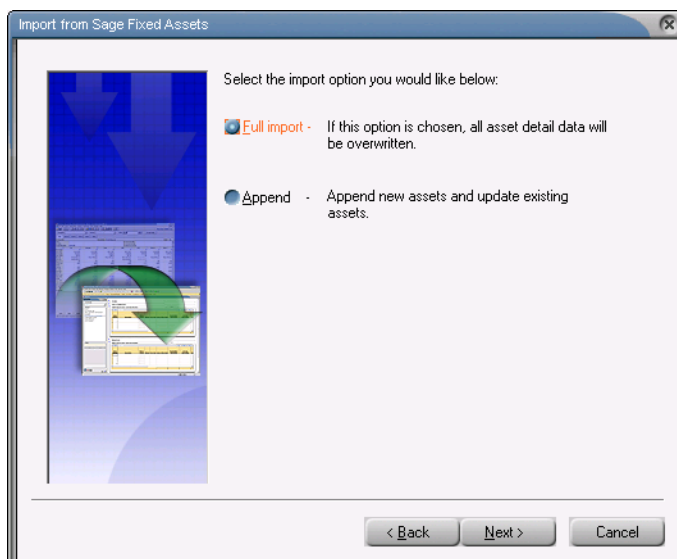 Import from Sage Fixed Assets
Select the import option you would like below:
Full import - If this option is chosen, all asset detail data will
be overwritten.
Append - Append new assets and update existing
assets.
< Back Next > Cancel